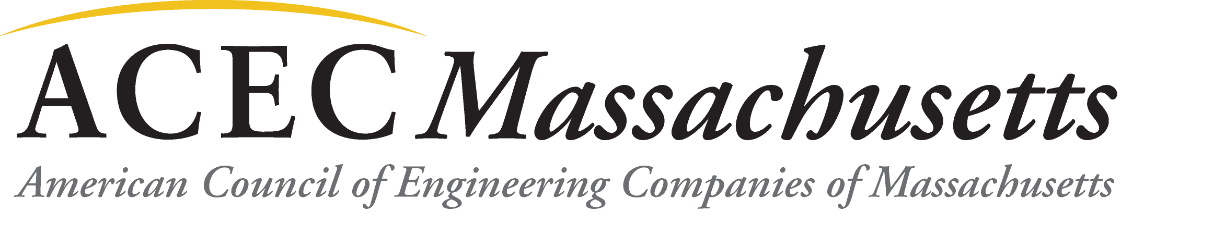 ACEC Massachusetts
American Council of Engineering Companies of Massachusetts